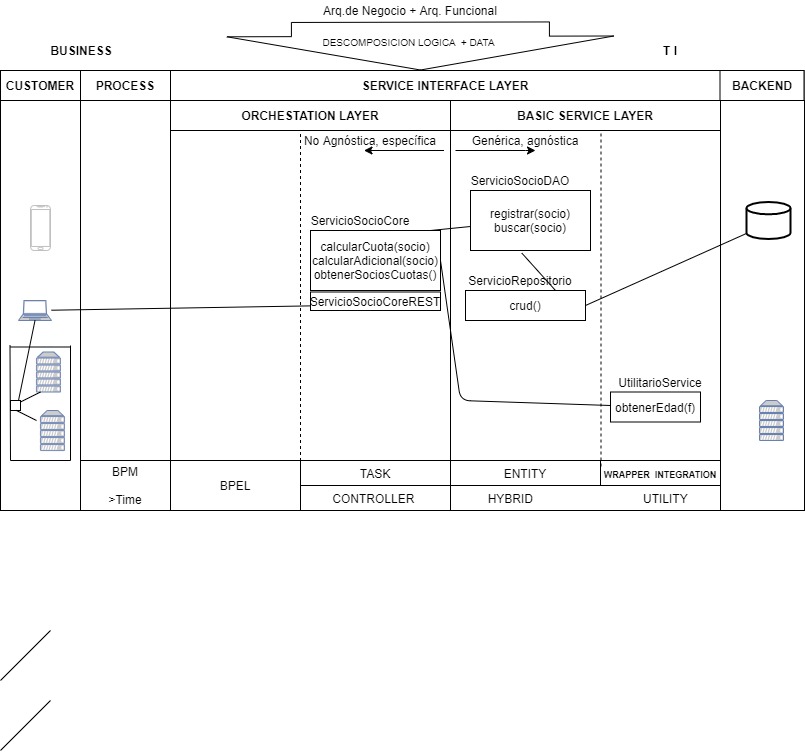 Arq.de Negocio + Arq. Funcional
DESCOMPOSICION LOGICA + DATA
BUSINESS
T I
CUSTOMER
PROCESS
SERVICE INTERFACE LAYER
BACKEND
ORCHESTATION LAYER
BASIC SERVICE LAYER
No Agnóstica, específica
Genérica, agnóstica
ServicioSocioDAO
registrar(socio)
buscar(socio)
ServicioSocioCore
calcularCuota(socio)
calcularAdicional(socio)
obtenerSociosCuotas()
ServicioSocioCoreREST
ServicioRepositorio
crud()
UtilitarioService
obtenerEdad(f)
BPM
>Time
BPEL
TASK
ENTITY
WRAPPER INTEGRATION
CONTROLLER
HYBRID
UTILITY